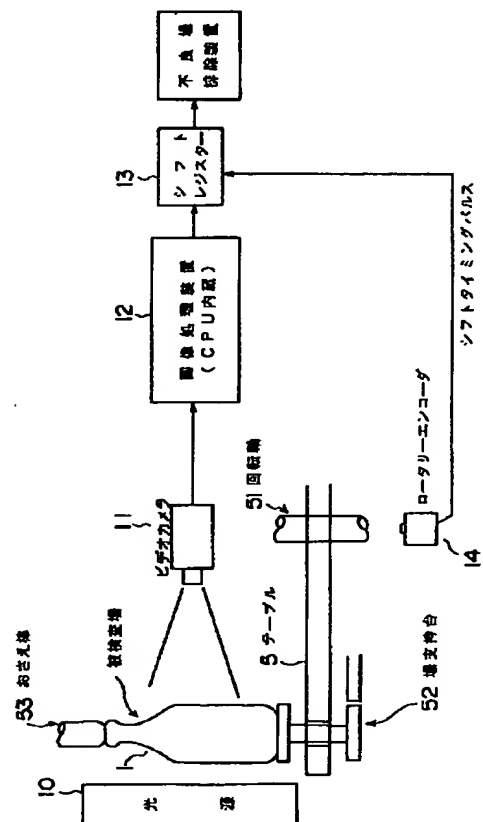 10
光源
53 おさえ棒
1
被検査壜
11
ビデオカメラ
12
画像処理装置
(CPU内蔵)
13
シフト
レジスター
不良壜
排除装置
51 回転軸
5 テーブル
52 壜支持台
ロータリーエンコーダ
14
シフトタイミングパルス